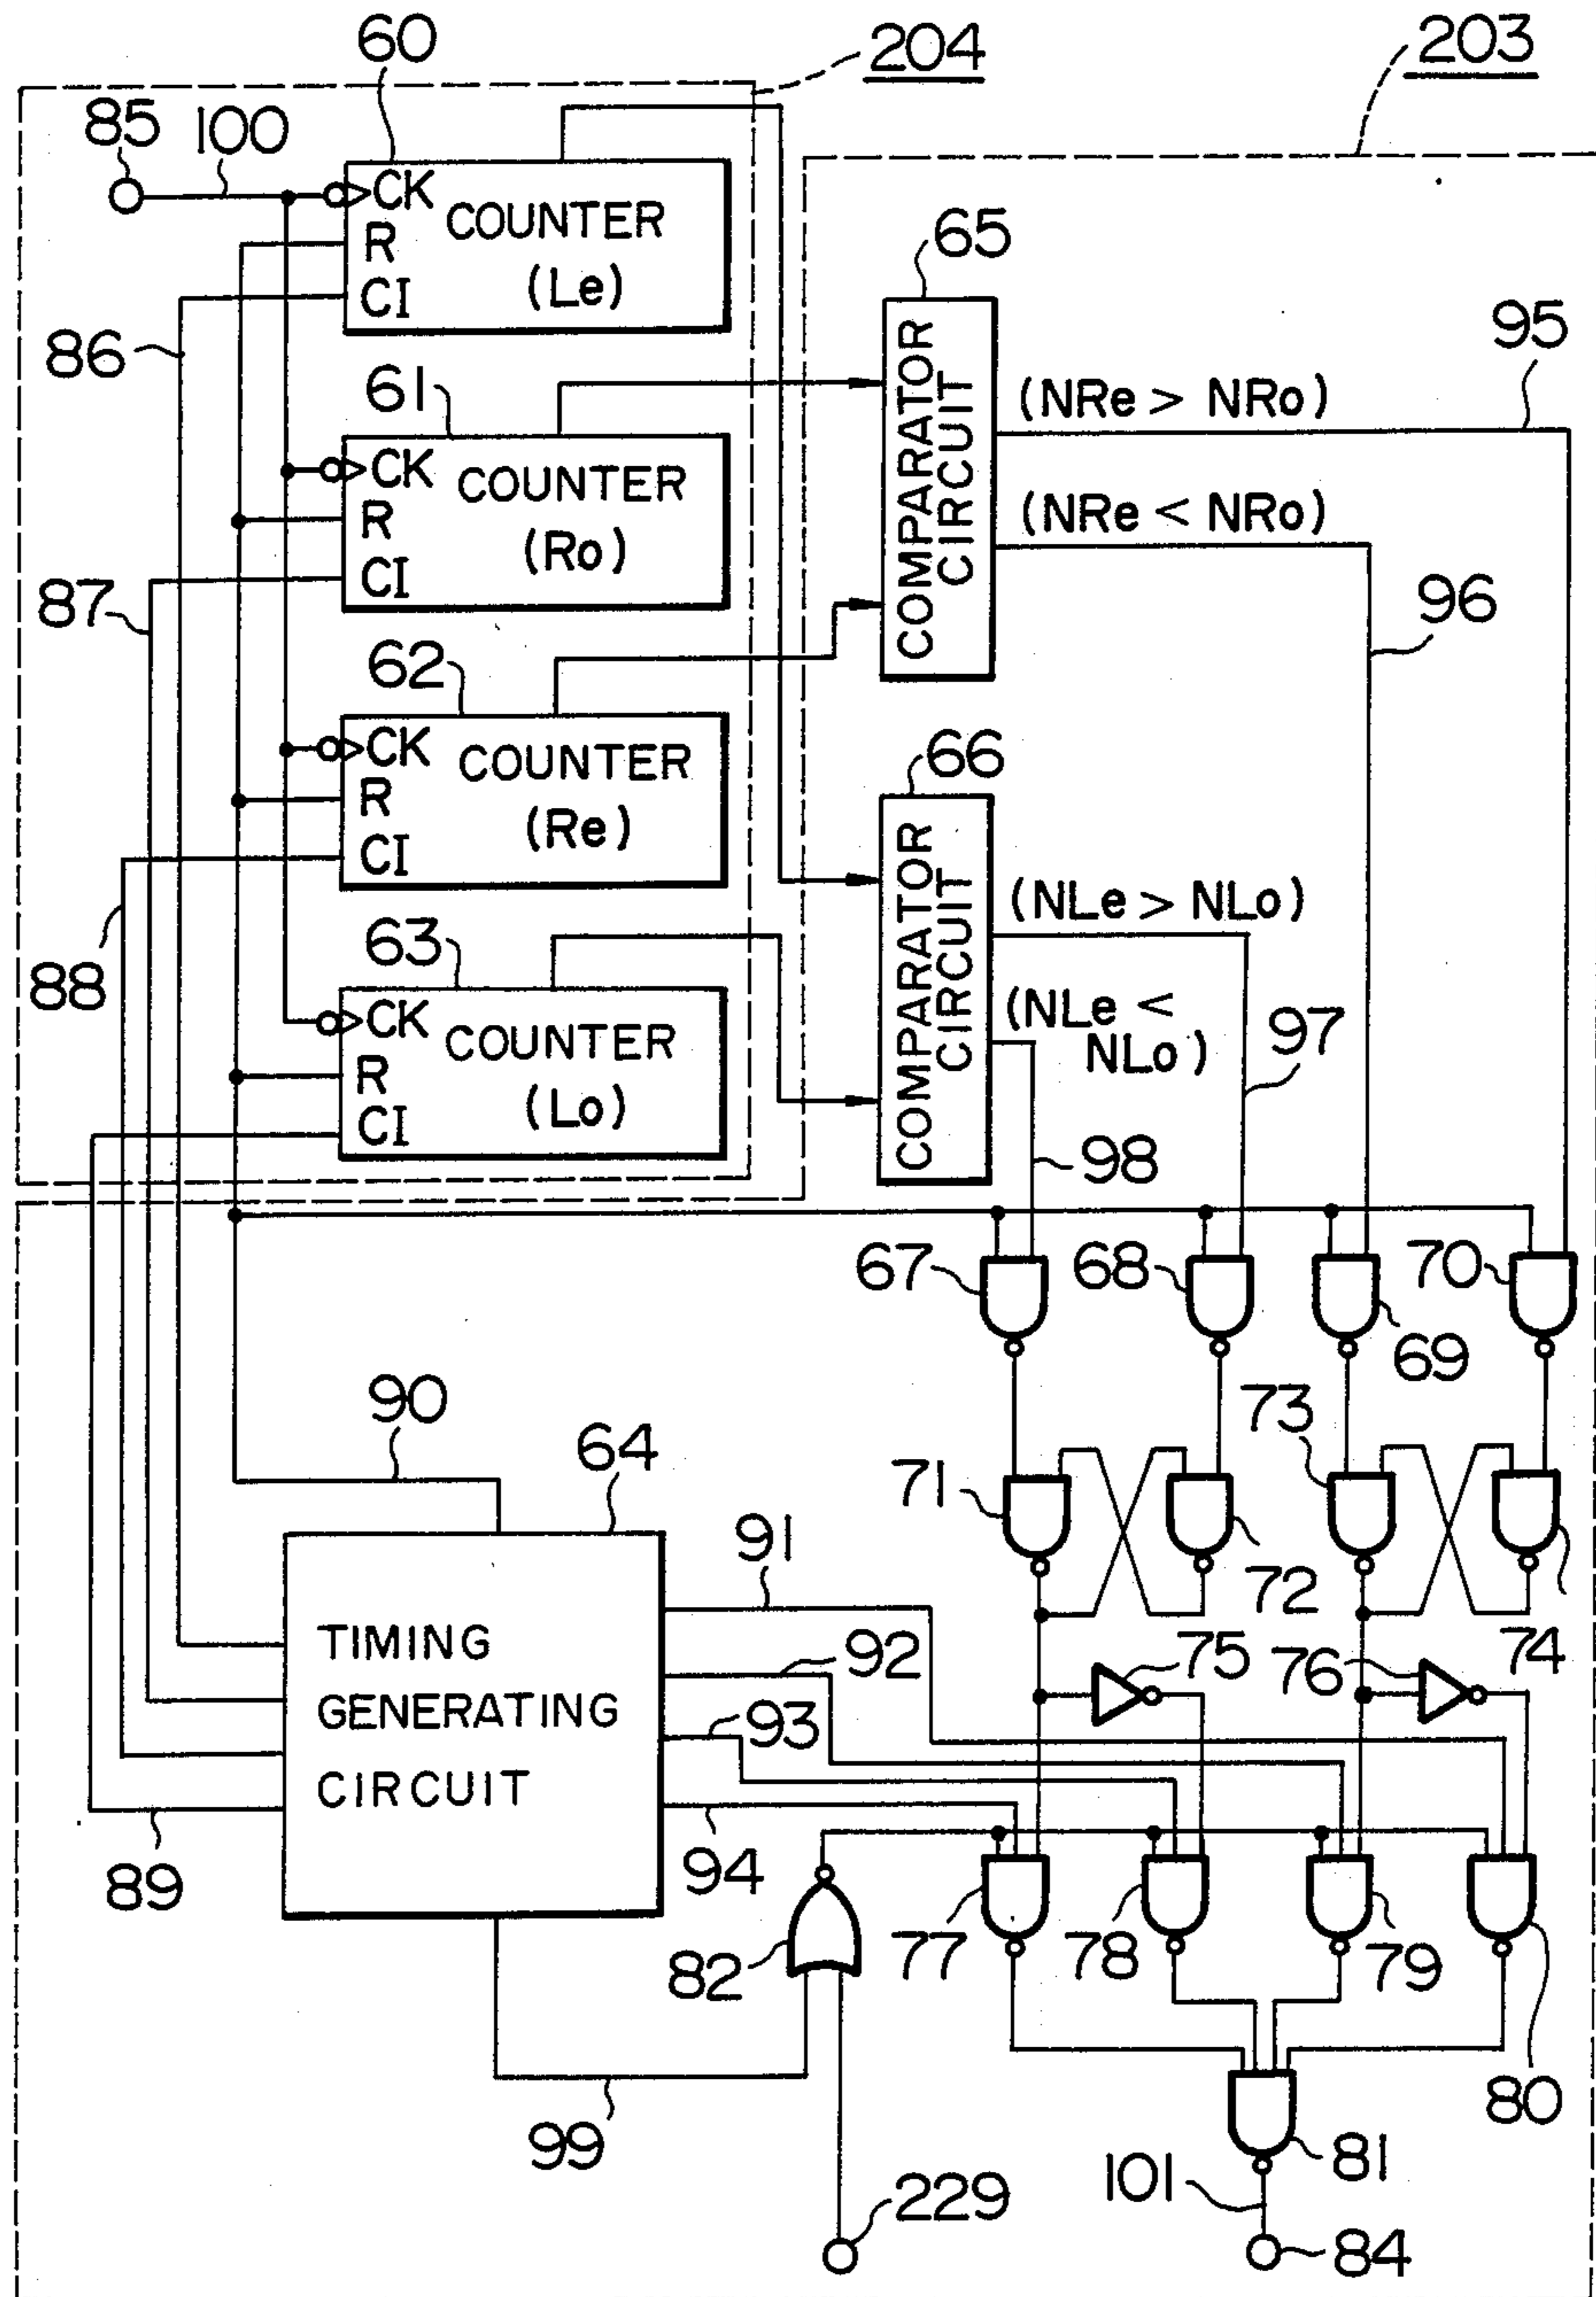 60
204
203
85
100
CK
R
CI
COUNTER
(Le)
65
95
86
61
(NRe > NRo)
COMPARATOR
CIRCUIT
CK
R
CI
COUNTER
(Ro)
(NRe < NRo)
87
96
62
CK
R
CI
COUNTER
(Re)
66
88
63
(NLe > NLo)
COMPARATOR
CIRCUIT
(NLe <
NLo)
97
CK
R
CI
COUNTER
(Lo)
98
67
68
69
70
90
64
73
71
72
74
91
TIMING
GENERATING
CIRCUIT
92
75
76
93
89
94
82
77
78
79
80
99
81
101
229
84